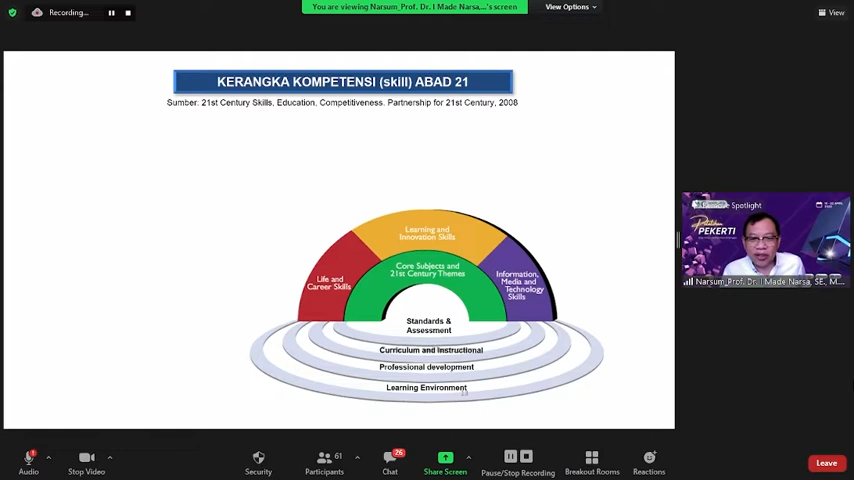 Recording...
You are viewing Narsum_Prof. Dr. I Made Narsa,...'s screen
View Options
View
KERANGKA KOMPETENSI (skill) ABAD 21
Sumber. 21st Century Skills, Education, Competitiveness. Partnership for 21st Century, 2008
Learning and
Innovation Skills
Core Subjects and
21st Century Themes
Life and
Career Skills
Information,
Media and
Technology
Skills
Standards &
Assessment
Curriculum and Instructional
Professional development
Learning Environment
Spotlight
PEKERTI
Narsum_Prof. Dr. I Made Narsa, SE., M....
Audio
Stop Video
Security
61
Participants
26
Chat
Share Screen
Pause/Stop Recording
Breakout Rooms
Reactions
Leave